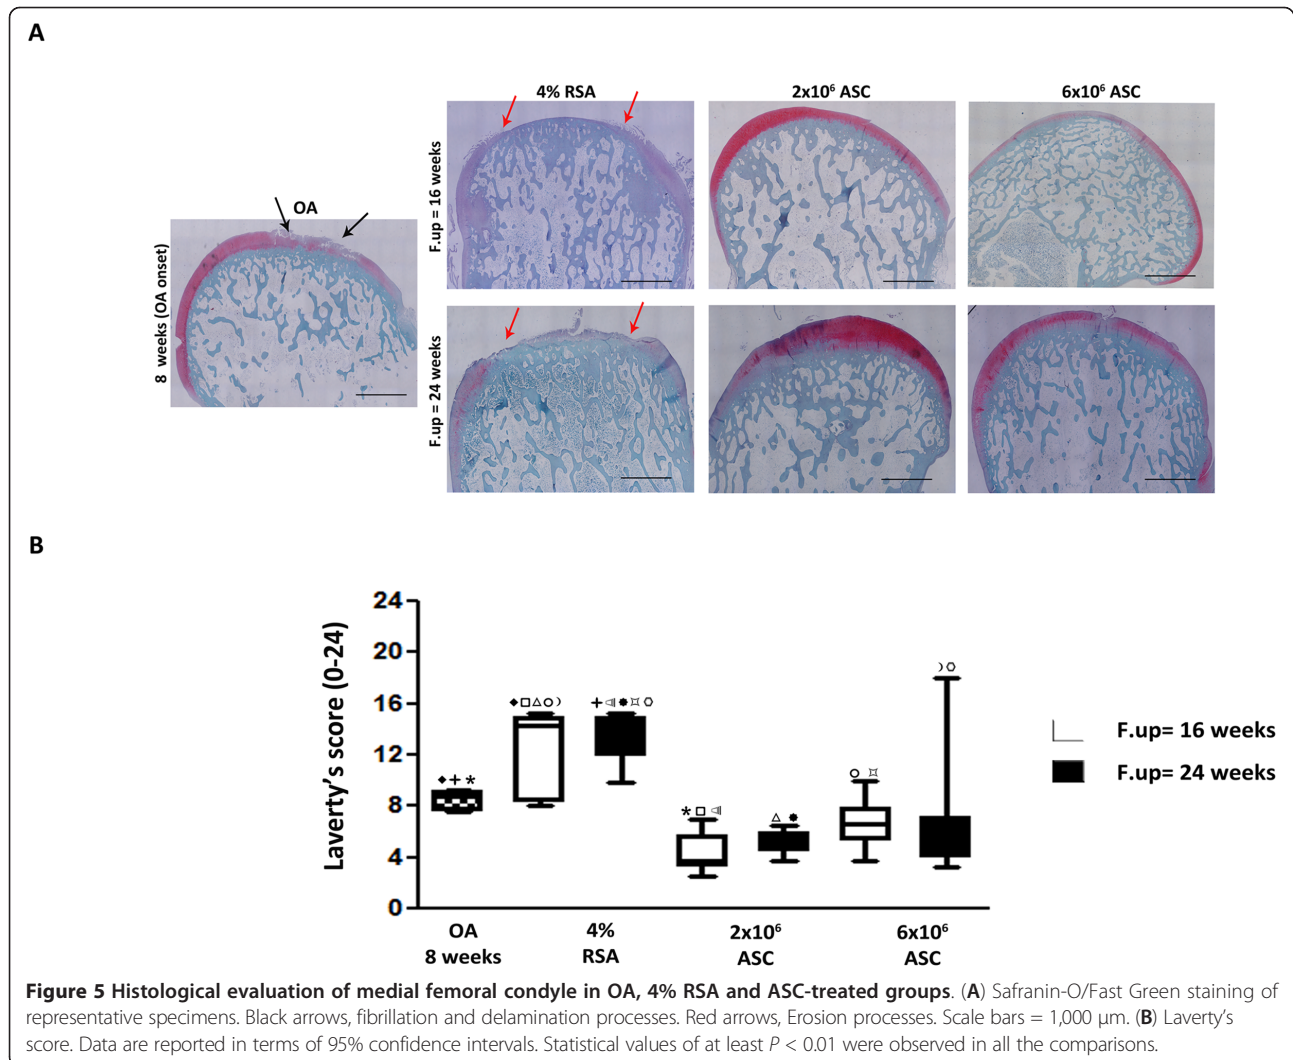 A
4% RSA
2x10⁶ ASC
6x10⁶ ASC
F.up = 16 weeks
OA
8 weeks (OA onset)
F.up = 24 weeks
B
Laverty's score (0-24)
24
20
16
12
8
4
0
◆□△○)
+ ⩤ ✸ ¤ ⎔
) ⎔
◆ + *
* □ ⩤
△ ✸
○ ¤
F.up= 16 weeks
F.up= 24 weeks
OA
8 weeks
4%
RSA
2x10⁶
ASC
6x10⁶
ASC
Figure 5 Histological evaluation of medial femoral condyle in OA, 4% RSA and ASC-treated groups. (A) Safranin-O/Fast Green staining of
representative specimens. Black arrows, fibrillation and delamination processes. Red arrows, Erosion processes. Scale bars = 1,000 μm. (B) Laverty's
score. Data are reported in terms of 95% confidence intervals. Statistical values of at least P < 0.01 were observed in all the comparisons.